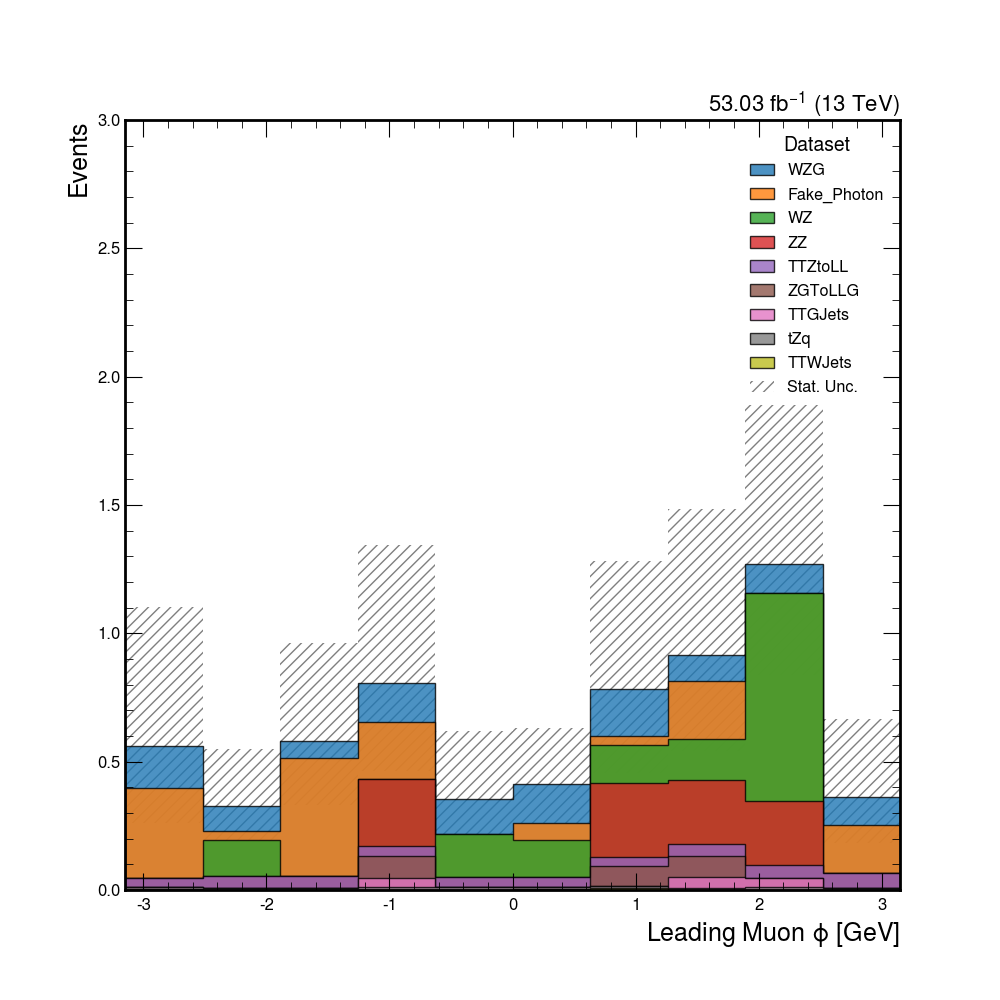 53.03 fb⁻¹ (13 TeV)
Events
3.0
2.5
2.0
1.5
1.0
0.5
0.0
Dataset
WZG
Fake_Photon
WZ
ZZ
TTZtoLL
ZGToLLG
TTGJets
tZq
TTWJets
Stat. Unc.
-3 -2 -1 0 1 2 3
Leading Muon ϕ [GeV]